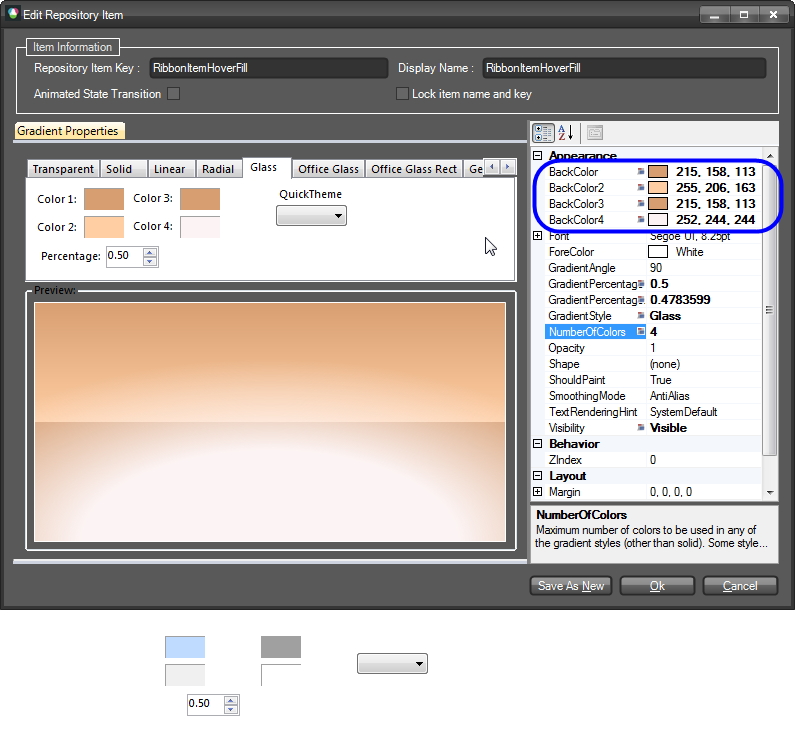 Edit Repository Item
Item Information
Repository Item Key : RibbonItemHoverFill Display Name : RibbonItemHoverFill
Animated State Transition Lock item name and key
Gradient Properties
Transparent Solid Linear Radial Glass Office Glass Office Glass Rect Ge
Color 1: Color 3: QuickTheme
Color 2: Color 4:
Percentage: 0.50
Preview:
Appearance
BackColor 215, 158, 113
BackColor2 255, 206, 163
BackColor3 215, 158, 113
BackColor4 252, 244, 244
Font Segoe UI, 8.25pt
ForeColor White
GradientAngle 90
GradientPercentag 0.5
GradientPercentag 0.4783599
GradientStyle Glass
NumberOfColors 4
Opacity 1
Shape (none)
ShouldPaint True
SmoothingMode AntiAlias
TextRenderingHint SystemDefault
Visibility Visible
Behavior
ZIndex 0
Layout
Margin 0, 0, 0, 0
NumberOfColors
Maximum number of colors to be used in any of
the gradient styles (other than solid). Some style...
Save As New Ok Cancel
0.50